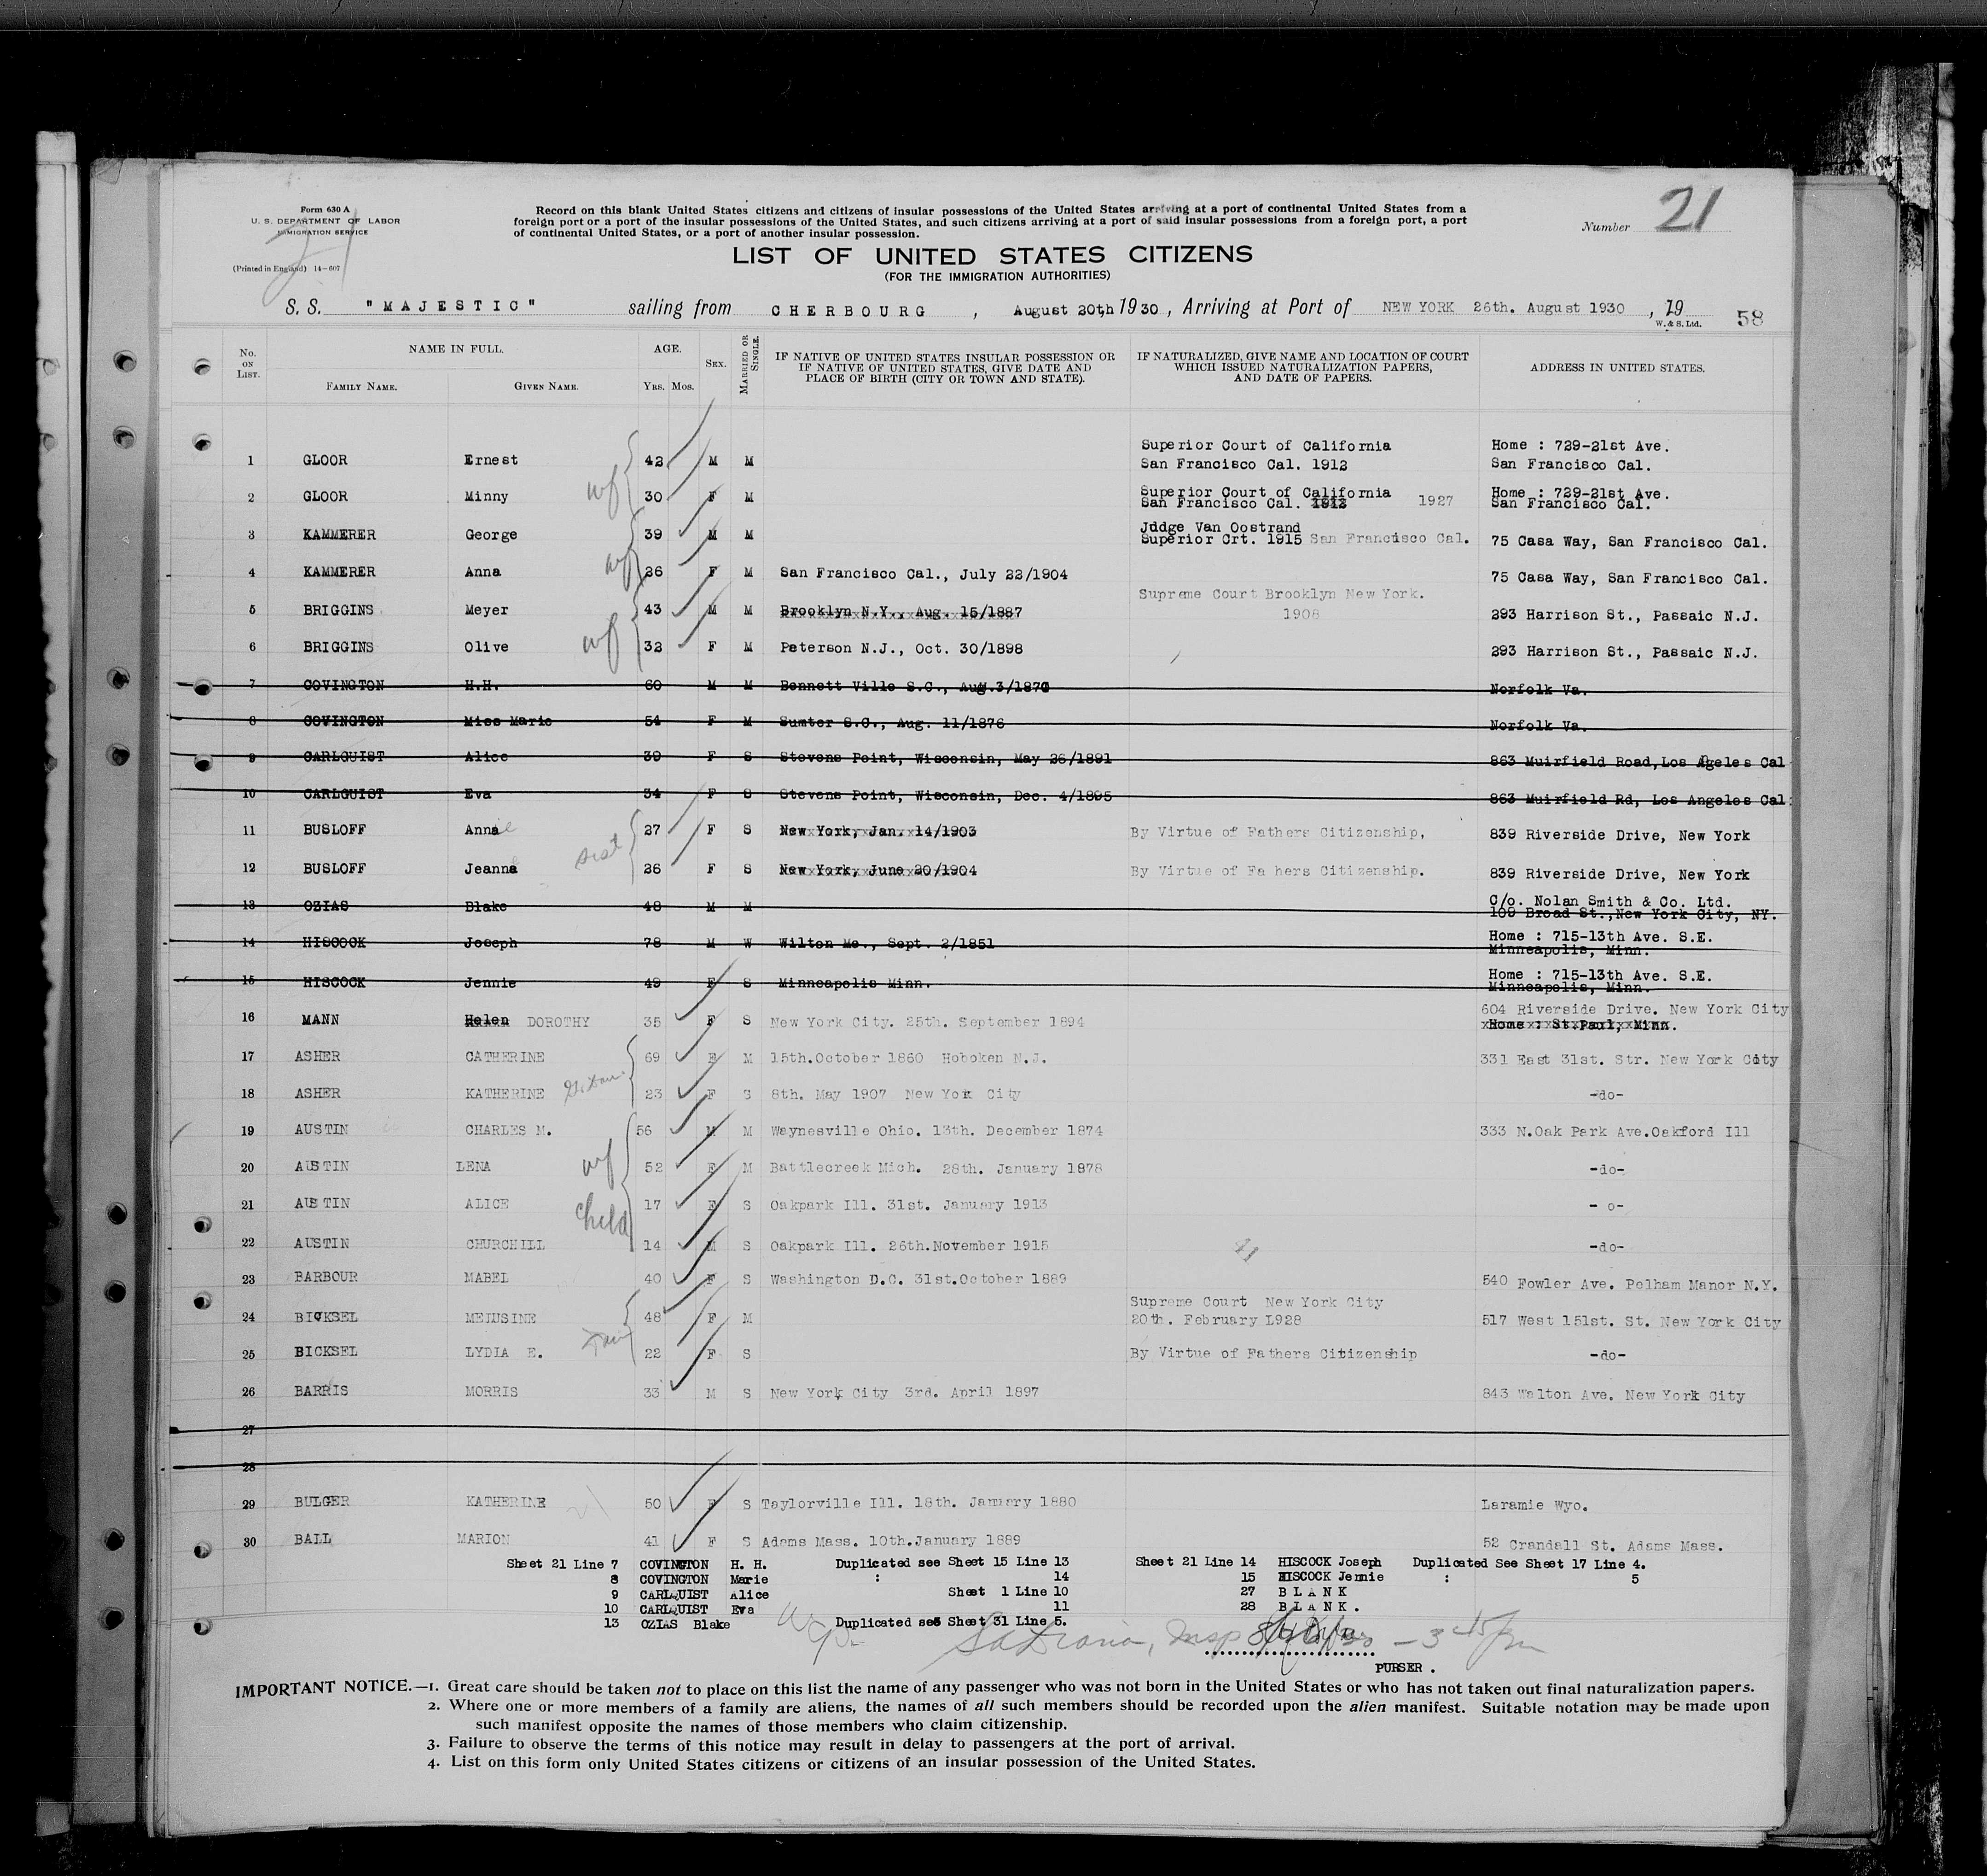 Form 630 A
U. S. DEPARTMENT OF LABOR
IMMIGRATION SERVICE
(Printed in England) 14-607
Record on this blank United States citizens and citizens of insular possessions of the United States arriving at a port of continental United States from a
foreign port or a port of the insular possessions of the United States, and such citizens arriving at a port of said insular possessions from a foreign port, a port
of continental United States, or a port of another insular possession.
Number 21
LIST OF UNITED STATES CITIZENS
(FOR THE IMMIGRATION AUTHORITIES)
S. S. "MAJESTIC" sailing from CHERBOURG, August 20th 1930, Arriving at Port of NEW YORK 26th. August 1930, 19
W. & S. Ltd. 58
No. ON LIST. NAME IN FULL. FAMILY NAME. GIVEN NAME. AGE. YRS. MOS. SEX. MARRIED OR SINGLE. IF NATIVE OF UNITED STATES INSULAR POSSESSION OR IF NATIVE OF UNITED STATES, GIVE DATE AND PLACE OF BIRTH (CITY OR TOWN AND STATE). IF NATURALIZED, GIVE NAME AND LOCATION OF COURT WHICH ISSUED NATURALIZATION PAPERS, AND DATE OF PAPERS. ADDRESS IN UNITED STATES.
1 GLOOR Ernest 42 M M Superior Court of California San Francisco Cal. 1912 Home : 729-21st Ave. San Francisco Cal.
2 GLOOR Minny wf 30 F M Superior Court of California San Francisco Cal. 1912 1927 Home : 729-21st Ave. San Francisco Cal.
3 KAMMERER George 39 M M Jddge Van Oostrand Superior Crt. 1915 San Francisco Cal. 75 Casa Way, San Francisco Cal.
4 KAMMERER Anna wf 26 F M San Francisco Cal., July 22/1904 75 Casa Way, San Francisco Cal.
5 BRIGGINS Meyer 43 M M Brooklyn N.Y., Aug. 15/1887 Supreme Court Brooklyn New York. 1908 293 Harrison St., Passaic N.J.
6 BRIGGINS Olive wf 32 F M Peterson N.J., Oct. 30/1898 293 Harrison St., Passaic N.J.
7 COVINGTON H.H. 60 M M Bennett Ville S.C., Aug.3/1870 Norfolk Va.
8 COVINGTON Miss Marie 54 F M Sumter S.C., Aug. 11/1876 Norfolk Va.
9 CARLQUIST Alice 39 F S Stevens Point, Wisconsin, May 26/1891 863 Muirfield Road, Los Ageles Cal
10 CARLQUIST Eva 34 F S Stevens Point, Wisconsin, Dec. 4/1895 863 Muirfield Rd, Los Angeles Cal.
11 BUSLOFF Anna 27 F S New York, Jan. 14/1903 By Virtue of Fathers Citizenship, 839 Riverside Drive, New York
12 BUSLOFF Jeanne sist 26 F S New York, June 20/1904 By Virtue of Fa hers Citizenship. 839 Riverside Drive, New York
13 OZIAS Blake 48 M M C/o. Nolan Smith & Co. Ltd. 109 Broad St., New York City, NY.
14 HISCOCK Joseph 78 M W Wilton Me., Sept. 2/1851 Home : 715-13th Ave. S.E. Minneapolis, Minn.
15 HISCOCK Jennie 49 F S Minneapolis Minn. Home : 715-13th Ave. S.E. Minneapolis, Minn.
16 MANN Helen DOROTHY 35 F S New York City. 25th. September 1894 604 Riverside Drive. New York City Home : St.Paul, Minn.
17 ASHER CATHERINE 69 F M 15th.October 1860 Hoboken N.J. 331 East 31st. Str. New York City
18 ASHER KATHERINE 23 F S 8th. May 1907 New York City -do-
19 AUSTIN CHARLES M. 56 M M Waynesville Ohio. 13th. December 1874 333 N.Oak Park Ave.Oakford Ill
20 AUSTIN LENA wf 52 F M Battlecreek Mich. 28th. January 1878 -do-
21 AUSTIN ALICE child 17 F S Oakpark Ill. 31st. January 1913 - o-
22 AUSTIN CHURCHILL 14 M S Oakpark Ill. 26th.November 1915 -do-
23 BARBOUR MABEL 40 F S Washington D.C. 31st.October 1889 540 Fowler Ave. Pelham Manor N.Y.
24 BICKSEL MELUSINE 48 F M Supreme Court New York City 20th. February L928 517 West 151st. St. New York City
25 BICKSEL LYDIA E. 22 F S By Virtue of Fathers Citizenship -do-
26 BARRIS MORRIS 33 M S New York City 3rd. April 1897 843 Walton Ave. New York City
27
28
29 BULGER KATHERINE 50 F S Taylorville Ill. 18th. January 1880 Laramie Wyo.
30 BALL MARION 41 F S Adams Mass. 10th.January 1889 52 Crandall St. Adams Mass.
Sheet 21 Line 7 COVINGTON H. H. Duplicated see Sheet 15 Line 13 Sheet 21 Line 14 HISCOCK Joseph Duplicated See Sheet 17 Line 4.
8 COVINGTON Marie : 14 15 HISCOCK Jennie : 5
9 CARLQUIST Alice Sheet 1 Line 10 27 BLANK
10 CARLQUIST Eva 11 28 BLANK.
13 OZIAS Blake Duplicated see Sheet 31 Line 5.
PURSER.
IMPORTANT NOTICE.—1. Great care should be taken not to place on this list the name of any passenger who was not born in the United States or who has not taken out final naturalization papers.
2. Where one or more members of a family are aliens, the names of all such members should be recorded upon the alien manifest. Suitable notation may be made upon
such manifest opposite the names of those members who claim citizenship.
3. Failure to observe the terms of this notice may result in delay to passengers at the port of arrival.
4. List on this form only United States citizens or citizens of an insular possession of the United States.